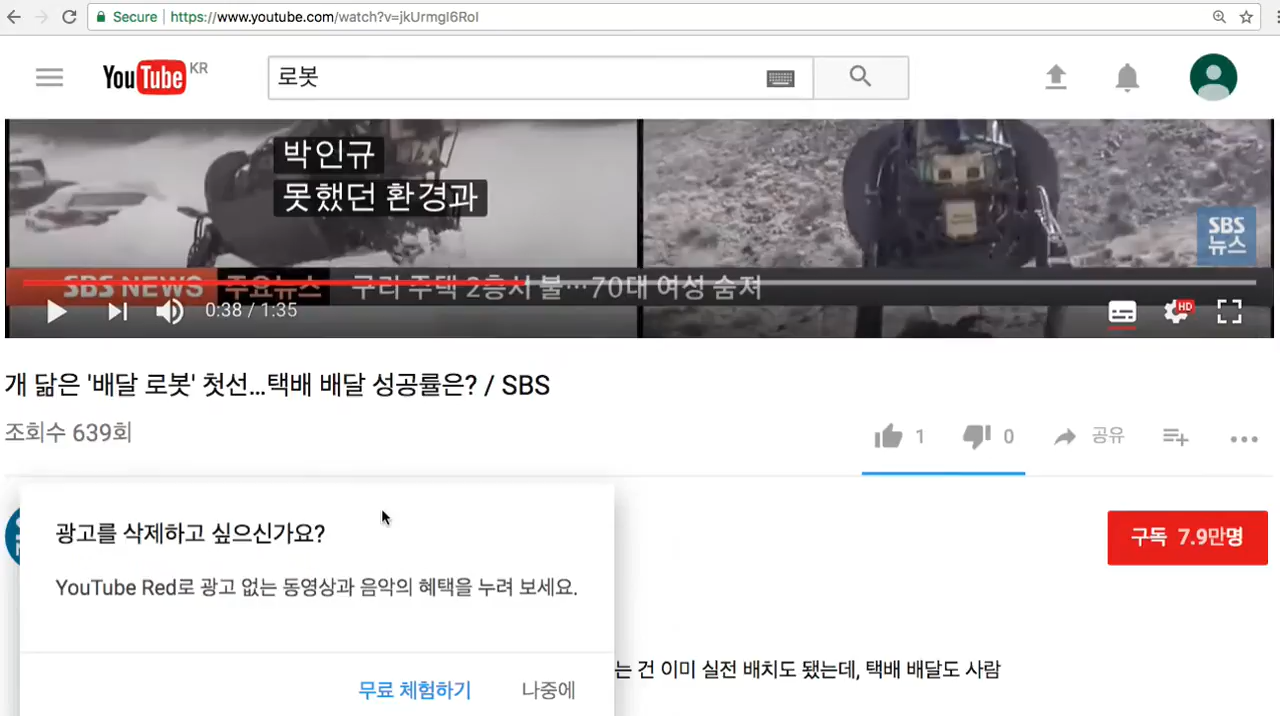 Secure https://www.youtube.com/watch?v=jkUrmgI6RoI
YouTube KR
로봇
박인규
못했던 환경과
SBS
뉴스
SBS NEWS 주요뉴스 구리 주택 2층서 불…70대 여성 숨져
0:38 / 1:35
HD
개 닮은 '배달 로봇' 첫선…택배 배달 성공률은? / SBS
조회수 639회
1 0 공유
광고를 삭제하고 싶으신가요?
구독 7.9만명
YouTube Red로 광고 없는 동영상과 음악의 혜택을 누려 보세요.
는 건 이미 실전 배치도 됐는데, 택배 배달도 사람
무료 체험하기 나중에